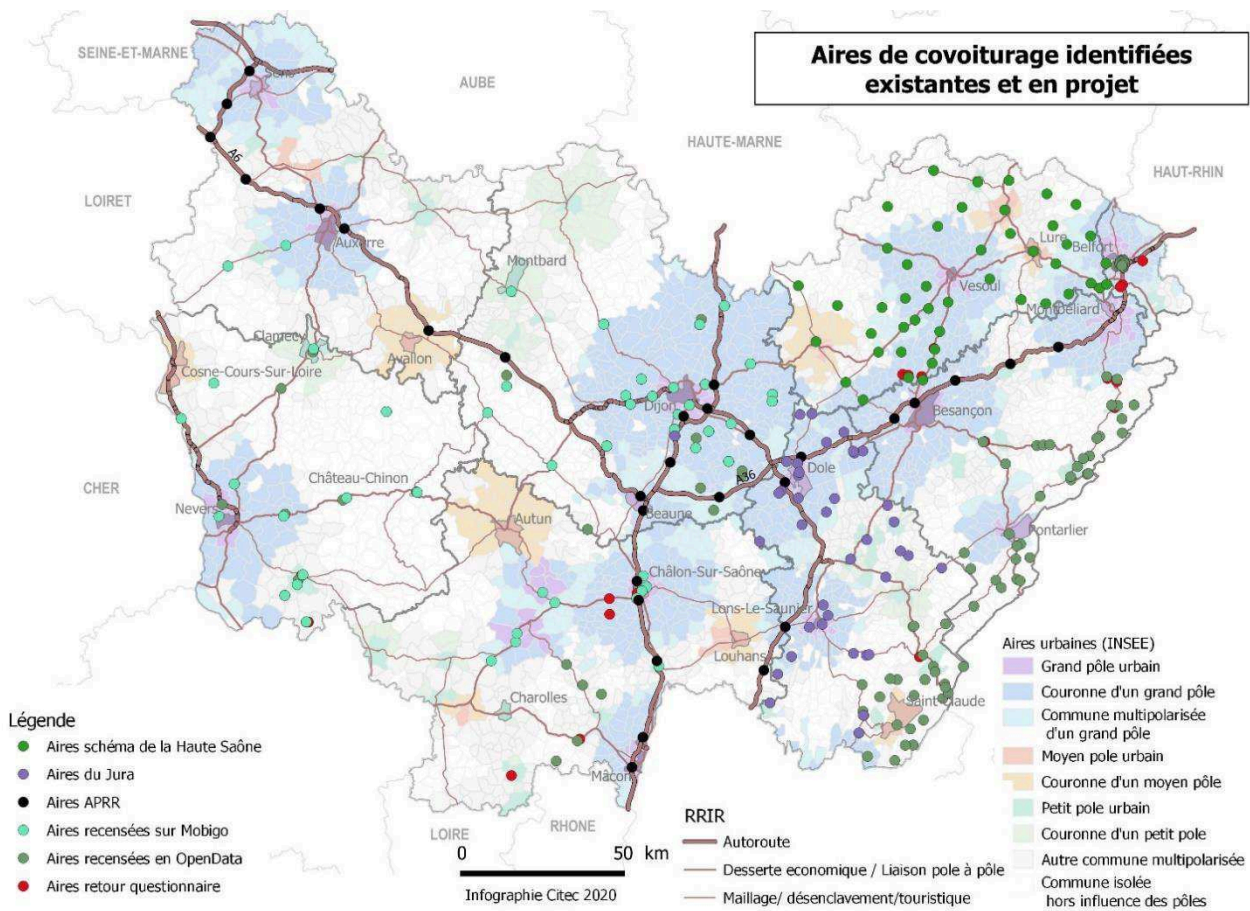 Aires de covoiturage identifiées
existantes et en projet
SEINE-ET-MARNE
AUBE
HAUTE-MARNE
HAUT-RHIN
LOIRET
CHER
LOIRE
RHONE
Sens
A6
Auxerre
Montbard
Lure
Belfort
Vesoul
Montbéliard
Clamecy
Avallon
Cosne-Cours-Sur-Loire
Dijon
Besançon
Château-Chinon
Dole
A36
Nevers
Autun
Beaune
Pontarlier
Châlon-Sur-Saône
Lons-Le-Saunier
Louhans
Charolles
Saint-Claude
Mâcon
Légende
Aires schéma de la Haute Saône
Aires du Jura
Aires APRR
Aires recensées sur Mobigo
Aires recensées en OpenData
Aires retour questionnaire
0 50 km
Infographie Citec 2020
RRIR
Autoroute
Desserte economique / Liaison pole à pôle
Maillage/ désenclavement/touristique
Aires urbaines (INSEE)
Grand pôle urbain
Couronne d'un grand pôle
Commune multipolarisée
d'un grand pôle
Moyen pole urbain
Couronne d'un moyen pôle
Petit pole urbain
Couronne d'un petit pole
Autre commune multipolarisée
Commune isolée
hors influence des pôles